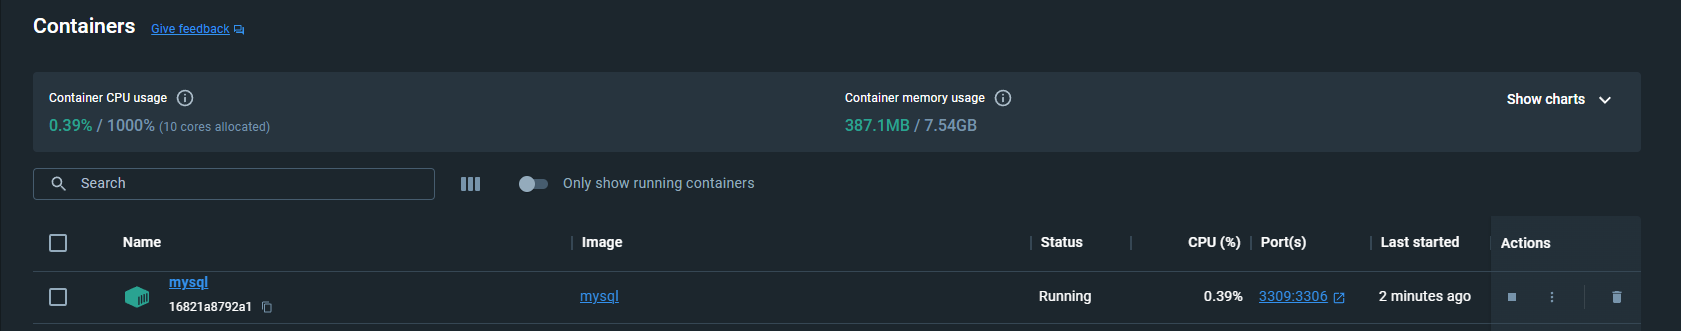 Containers Give feedback
Container CPU usage
0.39% / 1000% (10 cores allocated)
Container memory usage
387.1MB / 7.54GB
Show charts
Search
Only show running containers
Name Image Status CPU (%) Port(s) Last started Actions
mysql
16821a8792a1
mysql Running 0.39% 3309:3306 2 minutes ago